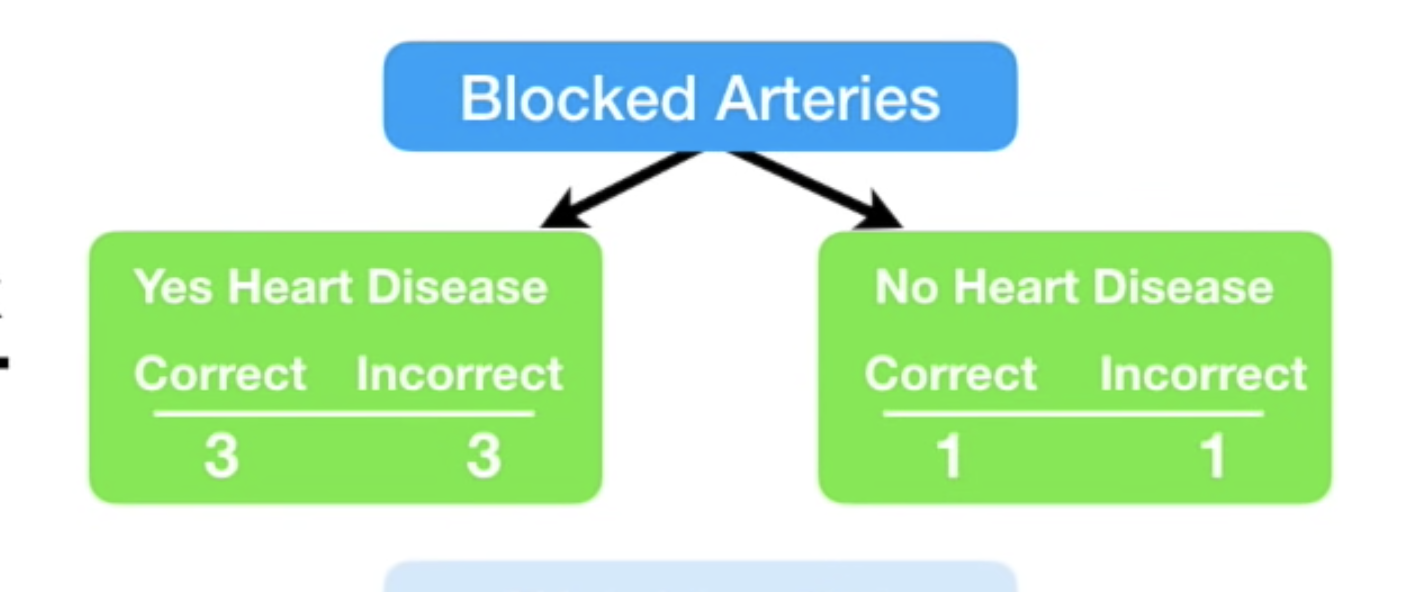 Blocked Arteries
Yes Heart Disease
Correct Incorrect
3 3
No Heart Disease
Correct Incorrect
1 1